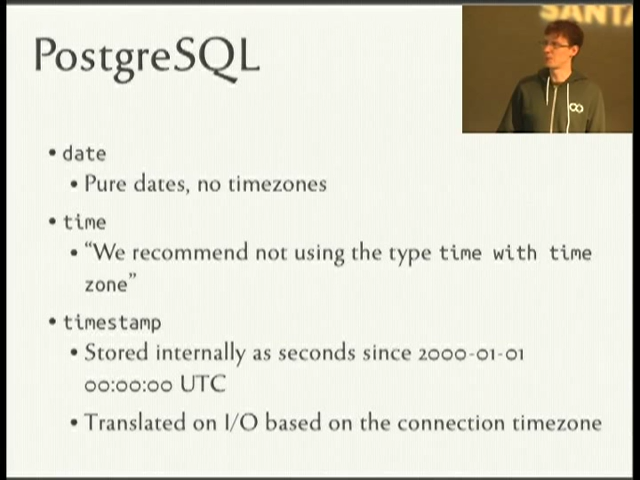 SANTA
PostgreSQL
• date
• Pure dates, no timezones
• time
• “We recommend not using the type time with time
zone”
• timestamp
• Stored internally as seconds since 2000-01-01
00:00:00 UTC
• Translated on I/O based on the connection timezone